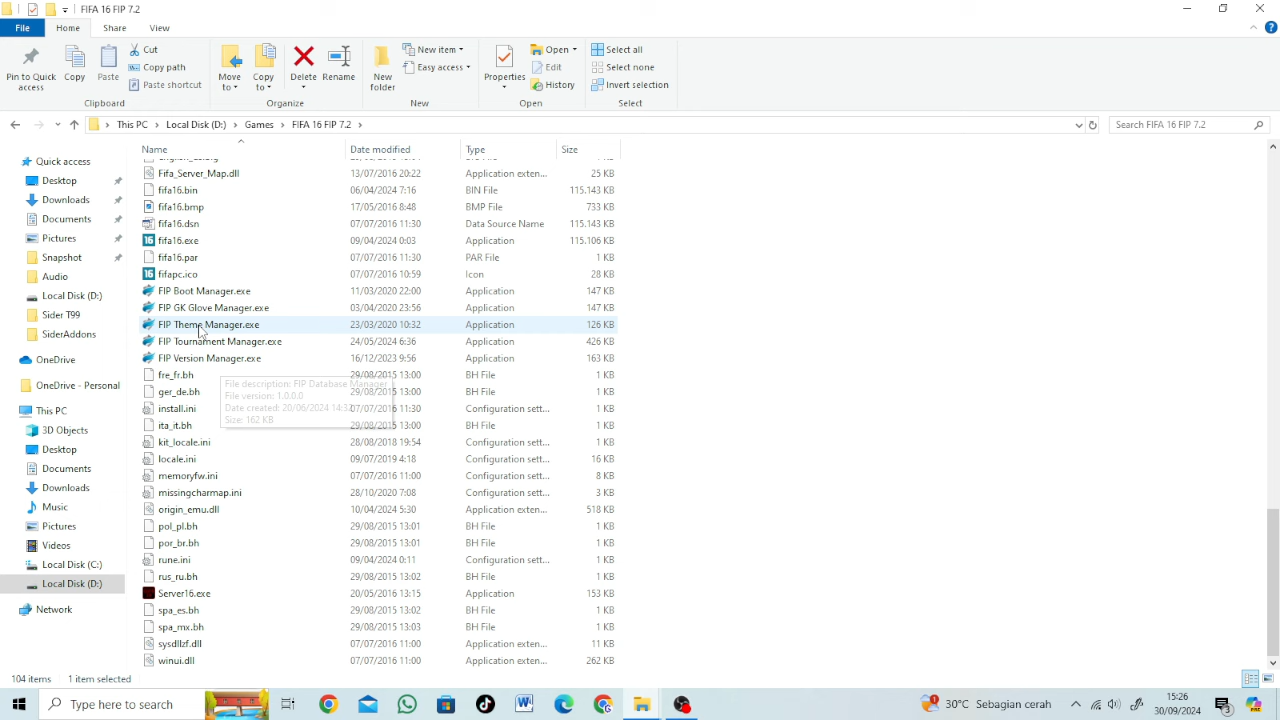 FIFA 16 FIP 7.2
File
Home
Share
View
Pin to Quick access
Copy
Paste
Cut
Copy path
Paste shortcut
Clipboard
Move to
Copy to
Delete
Rename
Organize
New folder
New item
Easy access
New
Properties
Open
Edit
History
Open
Select all
Select none
Invert selection
Select
This PC > Local Disk (D:) > Games > FIFA 16 FIP 7.2 >
Search FIFA 16 FIP 7.2
Name Date modified Type Size
Quick access
Desktop
Downloads
Documents
Pictures
Snapshot
Audio
Local Disk (D:)
Sider T99
SiderAddons
OneDrive
OneDrive - Personal
This PC
3D Objects
Desktop
Documents
Downloads
Music
Pictures
Videos
Local Disk (C:)
Local Disk (D:)
Network
Fifa_Server_Map.dll 13/07/2016 20:22 Application exten... 25 KB
fifa16.bin 06/04/2024 7:16 BIN File 115.143 KB
fifa16.bmp 17/05/2016 8:48 BMP File 733 KB
fifa16.dsn 07/07/2016 11:30 Data Source Name 115.143 KB
fifa16.exe 09/04/2024 0:03 Application 115.106 KB
fifa16.par 07/07/2016 11:30 PAR File 1 KB
fifapc.ico 07/07/2016 10:59 Icon 28 KB
FIP Boot Manager.exe 11/03/2020 22:00 Application 147 KB
FIP GK Glove Manager.exe 03/04/2020 23:56 Application 147 KB
FIP Theme Manager.exe 23/03/2020 10:32 Application 126 KB
FIP Tournament Manager.exe 24/05/2024 6:36 Application 426 KB
FIP Version Manager.exe 16/12/2023 9:56 Application 163 KB
fre_fr.bh 29/08/2015 13:00 BH File 1 KB
File description: FIP Database Manager
File version: 1.0.0.0
Date created: 20/06/2024 14:32
Size: 162 KB
ger_de.bh 29/08/2015 13:00 BH File 1 KB
install.ini 07/07/2016 11:30 Configuration sett... 1 KB
ita_it.bh 29/08/2015 13:00 BH File 1 KB
kit_locale.ini 28/08/2018 19:54 Configuration sett... 1 KB
locale.ini 09/07/2019 4:18 Configuration sett... 16 KB
memoryfw.ini 07/07/2016 11:00 Configuration sett... 8 KB
missingcharmap.ini 28/10/2020 7:08 Configuration sett... 3 KB
origin_emu.dll 10/04/2024 5:30 Application exten... 518 KB
pol_pl.bh 29/08/2015 13:01 BH File 1 KB
por_br.bh 29/08/2015 13:01 BH File 1 KB
rune.ini 09/04/2024 0:11 Configuration sett... 1 KB
rus_ru.bh 29/08/2015 13:02 BH File 1 KB
Server16.exe 20/05/2016 13:15 Application 153 KB
spa_es.bh 29/08/2015 13:02 BH File 1 KB
spa_mx.bh 29/08/2015 13:03 BH File 1 KB
sysdllzf.dll 07/07/2016 11:00 Application exten... 11 KB
winui.dll 07/07/2016 11:00 Application exten... 262 KB
104 items 1 item selected
Type here to search
30°C Sebagian cerah
15:26
30/09/2024
3